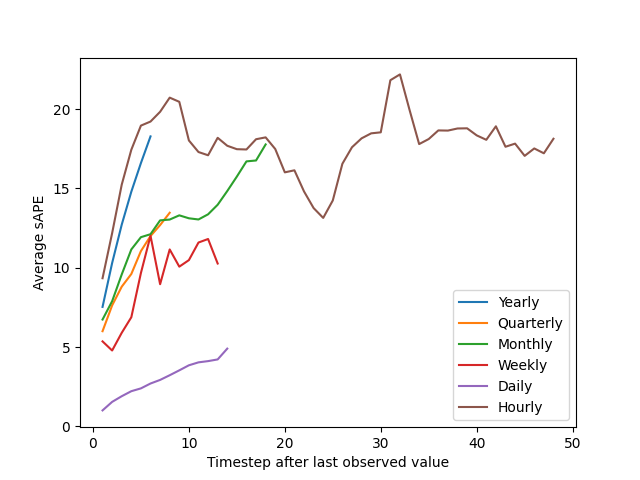 20
15
10
5
0
Average sAPE
0 10 20 30 40 50
Timestep after last observed value
Yearly
Quarterly
Monthly
Weekly
Daily
Hourly